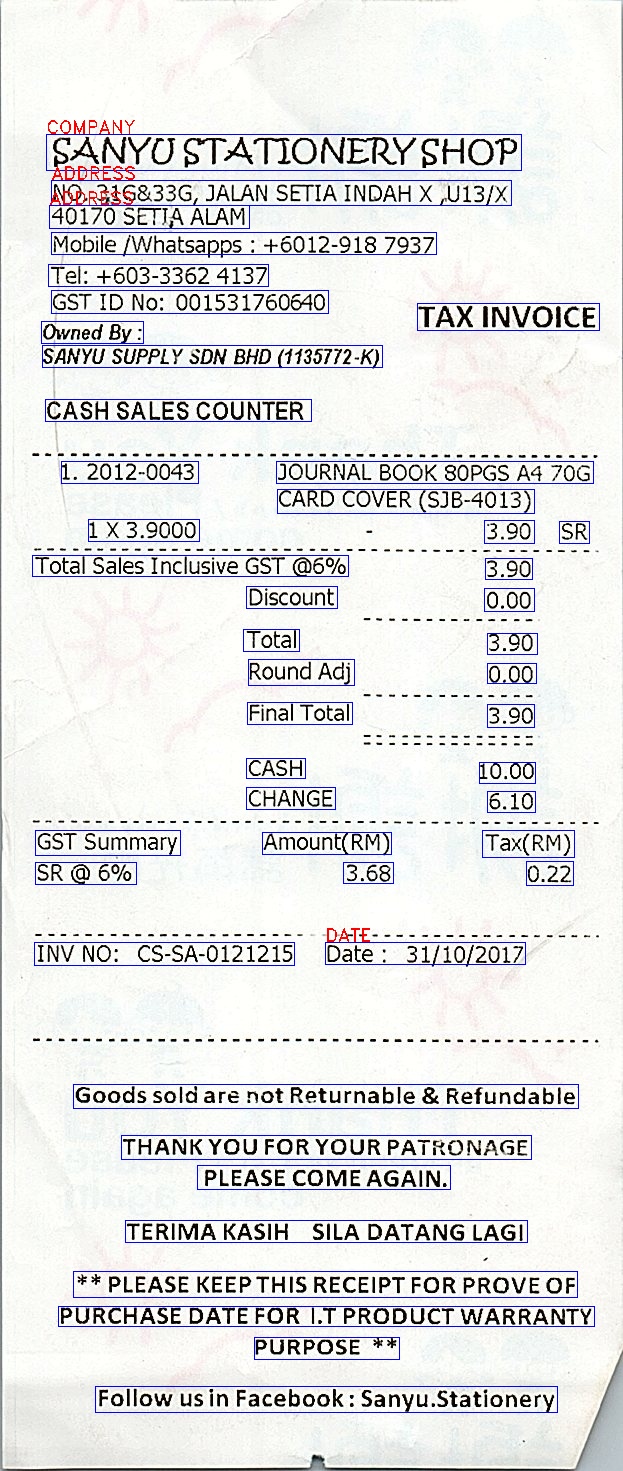 COMPANY
SANYU STATIONERY SHOP
ADDRESS
NO. 31G&33G, JALAN SETIA INDAH X ,U13/X
ADDRESS
40170 SETIA ALAM
Mobile /Whatsapps : +6012-918 7937
Tel: +603-3362 4137
GST ID No: 001531760640
TAX INVOICE
Owned By :
SANYU SUPPLY SDN BHD (1135772-K)
CASH SALES COUNTER
1. 2012-0043 JOURNAL BOOK 80PGS A4 70G
CARD COVER (SJB-4013)
1 X 3.9000 - 3.90 SR
Total Sales Inclusive GST @6% 3.90
Discount 0.00
Total 3.90
Round Adj 0.00
Final Total 3.90
CASH 10.00
CHANGE 6.10
GST Summary Amount(RM) Tax(RM)
SR @ 6% 3.68 0.22
DATE
INV NO: CS-SA-0121215 Date : 31/10/2017
Goods sold are not Returnable & Refundable
THANK YOU FOR YOUR PATRONAGE
PLEASE COME AGAIN.
TERIMA KASIH SILA DATANG LAGI
** PLEASE KEEP THIS RECEIPT FOR PROVE OF
PURCHASE DATE FOR I.T PRODUCT WARRANTY
PURPOSE **
Follow us in Facebook : Sanyu.Stationery